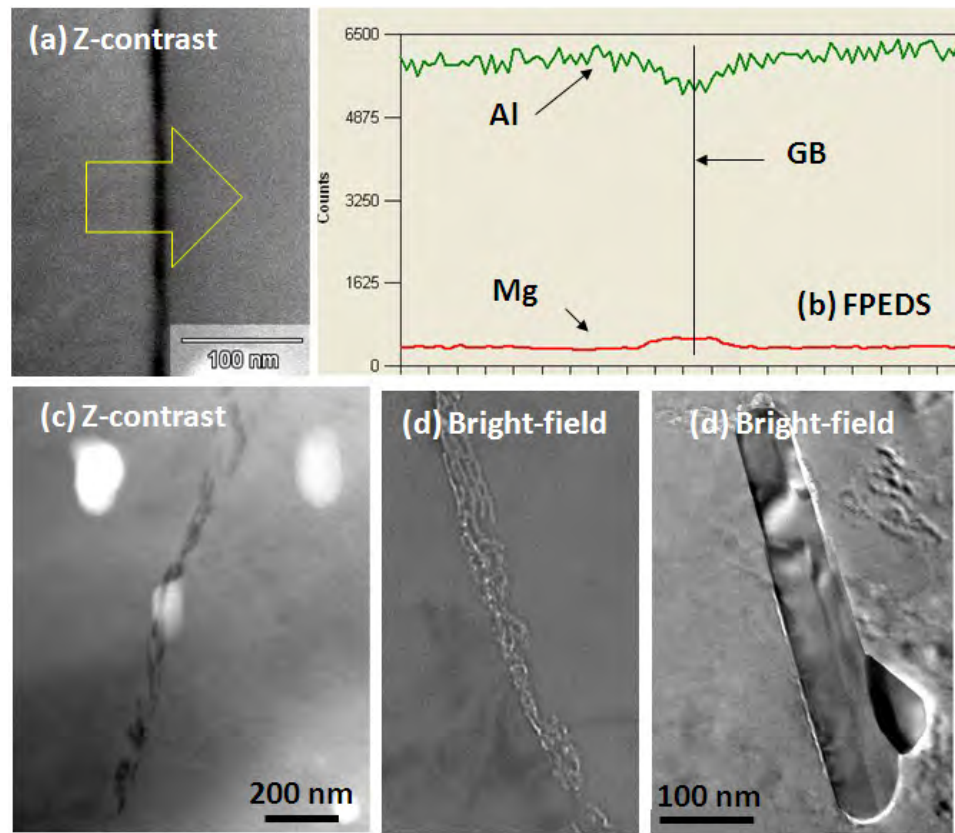 (a) Z-contrast
100 nm
6500
4875
3250
1625
0
Counts
Al
GB
Mg
(b) FPEDS
(c) Z-contrast
200 nm
(d) Bright-field
(d) Bright-field
100 nm